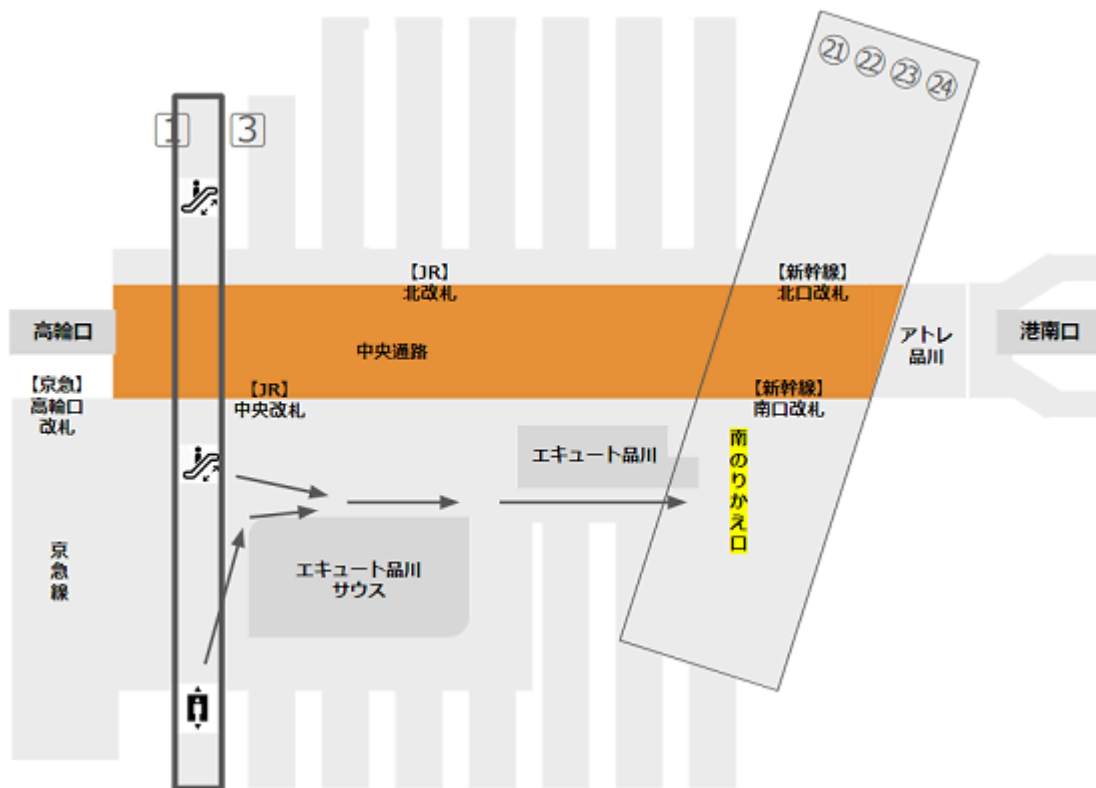 ㉑ ㉒ ㉓ ㉔
1 3
【JR】
北改札
【新幹線】
北口改札
高輪口
中央通路
アトレ
品川
港南口
【京急】
高輪口
改札
【JR】
中央改札
【新幹線】
南口改札
南のりかえ口
エキュート品川
京急線
エキュート品川
サウス